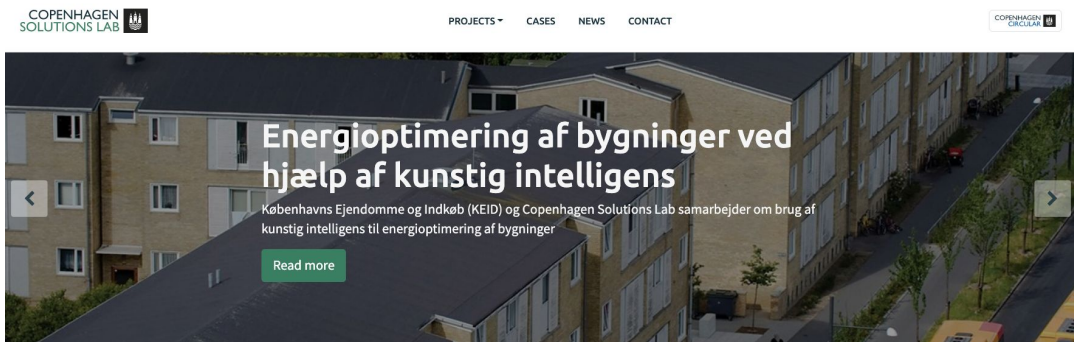 COPENHAGEN
SOLUTIONS LAB
PROJECTS CASES NEWS CONTACT
COPENHAGEN
CIRCULAR
Energioptimering af bygninger ved
hjælp af kunstig intelligens
Københavns Ejendomme og Indkøb (KEID) og Copenhagen Solutions Lab samarbejder om brug af
kunstig intelligens til energioptimering af bygninger
Read more